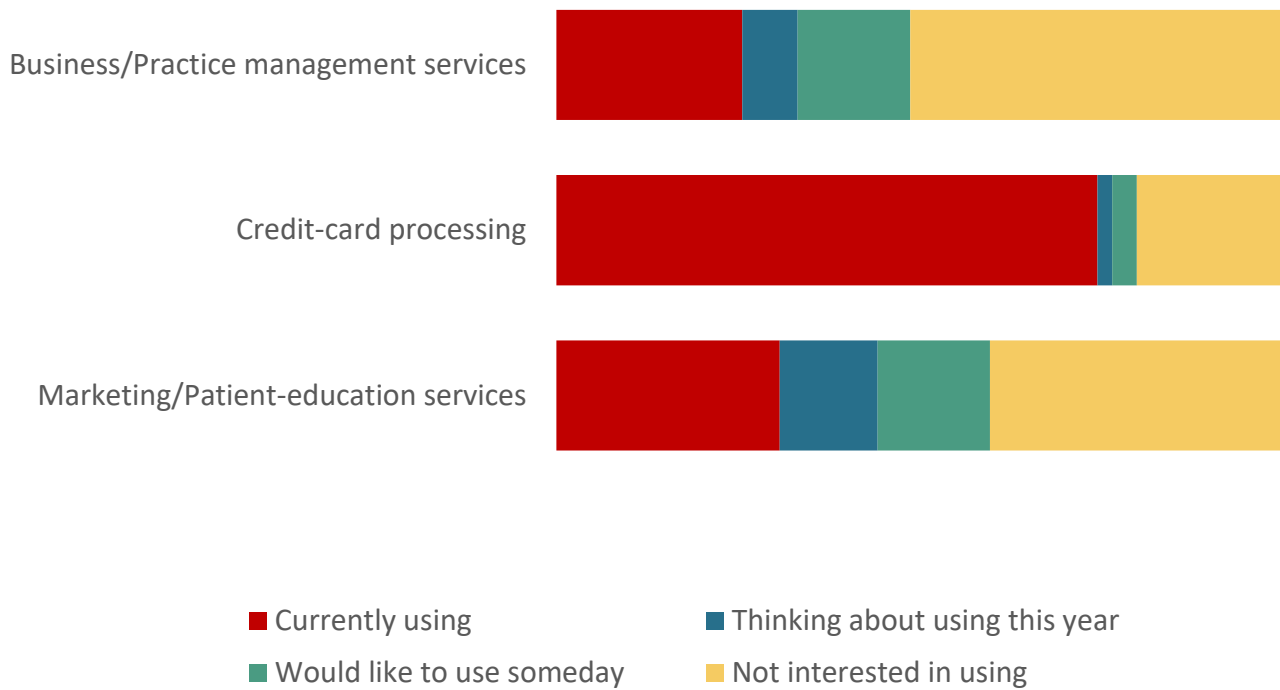 Business/Practice management services
Credit-card processing
Marketing/Patient-education services
Currently using
Thinking about using this year
Would like to use someday
Not interested in using